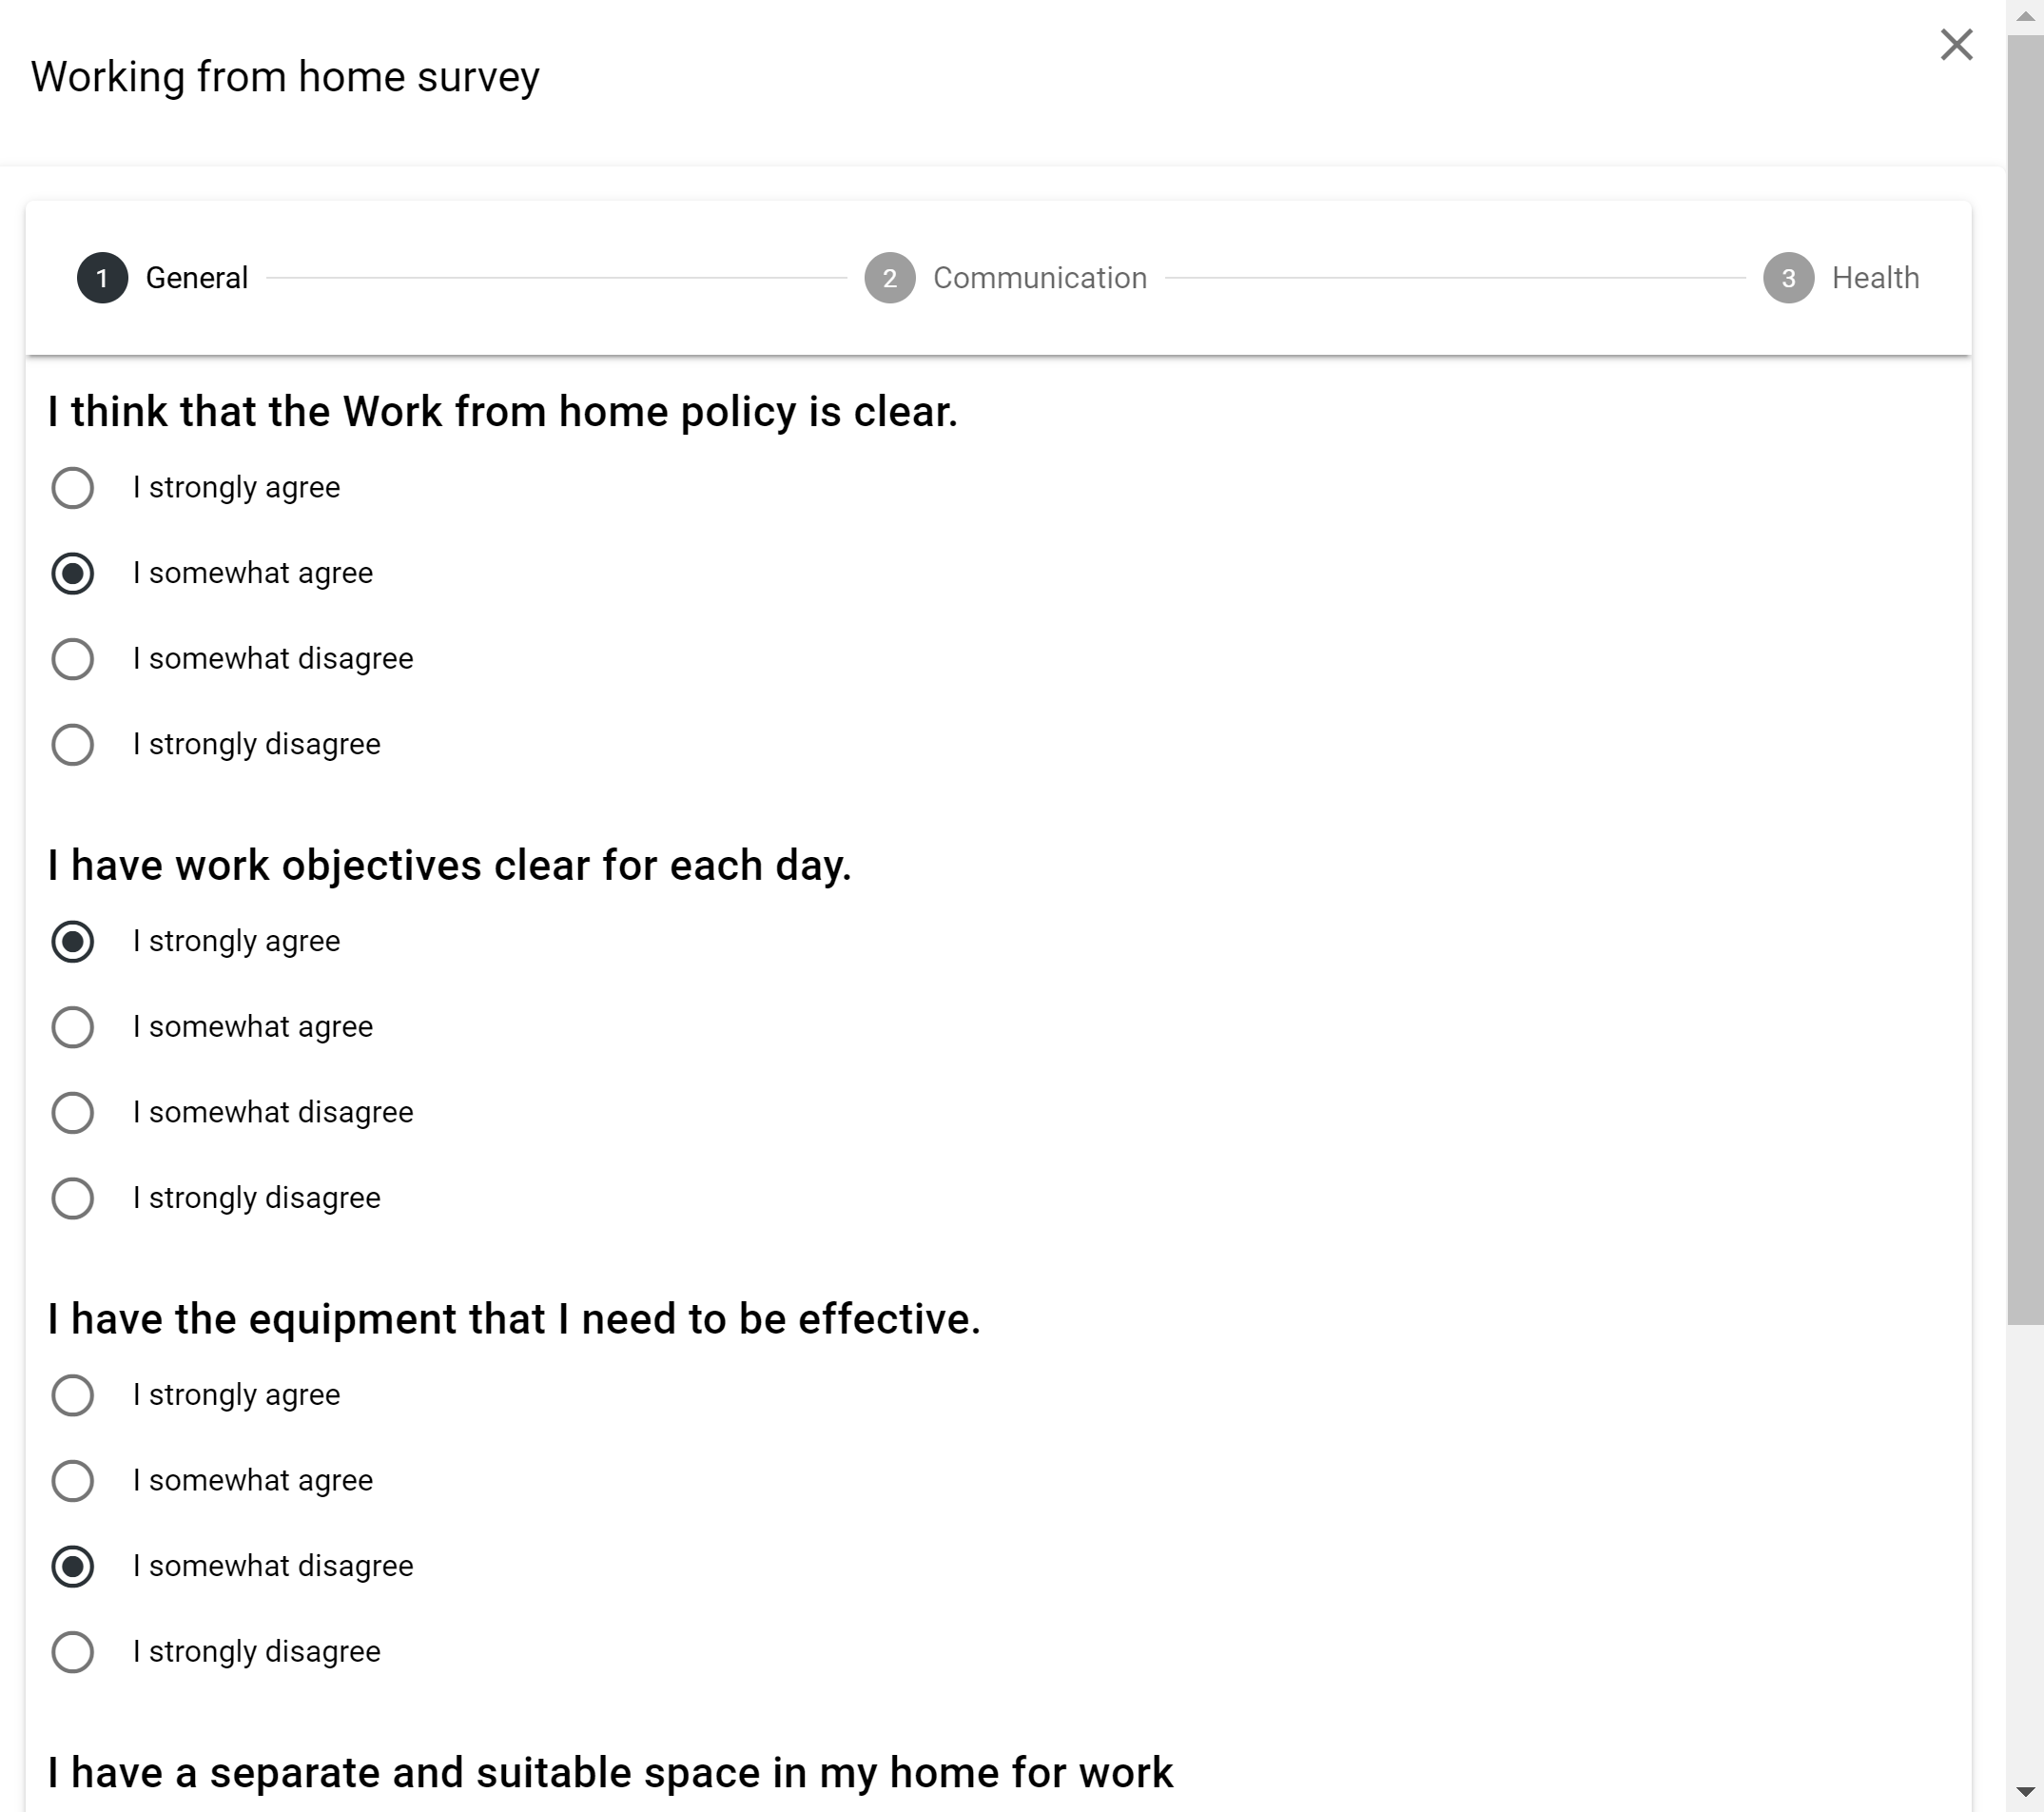 Working from home survey
1 General 2 Communication 3 Health
I think that the Work from home policy is clear.
I strongly agree
I somewhat agree
I somewhat disagree
I strongly disagree
I have work objectives clear for each day.
I strongly agree
I somewhat agree
I somewhat disagree
I strongly disagree
I have the equipment that I need to be effective.
I strongly agree
I somewhat agree
I somewhat disagree
I strongly disagree
I have a separate and suitable space in my home for work